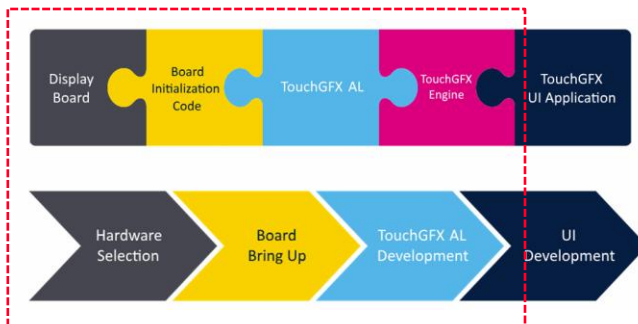 Display
Board
Board
Initialization
Code
TouchGFX AL
TouchGFX
Engine
TouchGFX
UI Application
Hardware
Selection
Board
Bring Up
TouchGFX AL
Development
UI
Development